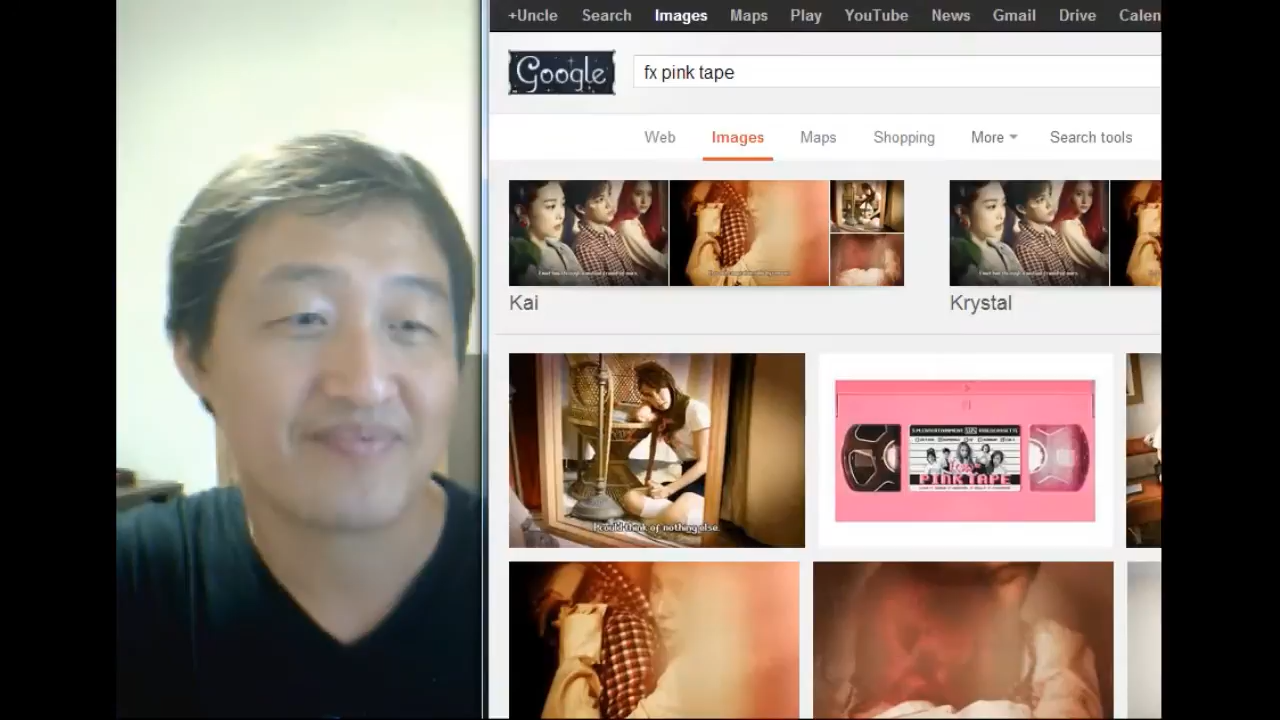 +Uncle Search Images Maps Play YouTube News Gmail Drive Calen
Google
fx pink tape
Web Images Maps Shopping More Search tools
Kai
Krystal
I could think of nothing else.
PINK TAPE